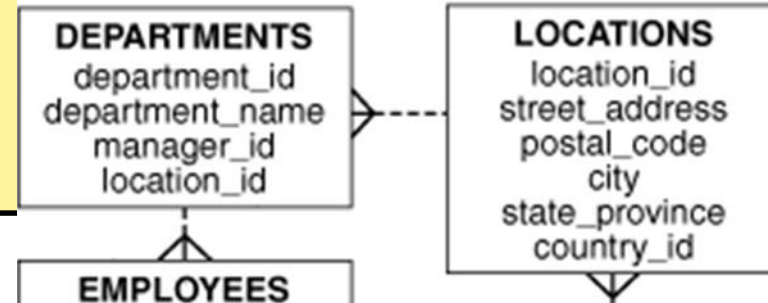 DEPARTMENTS
department_id
department_name
manager_id
location_id
LOCATIONS
location_id
street_address
postal_code
city
state_province
country_id
EMPLOYEES